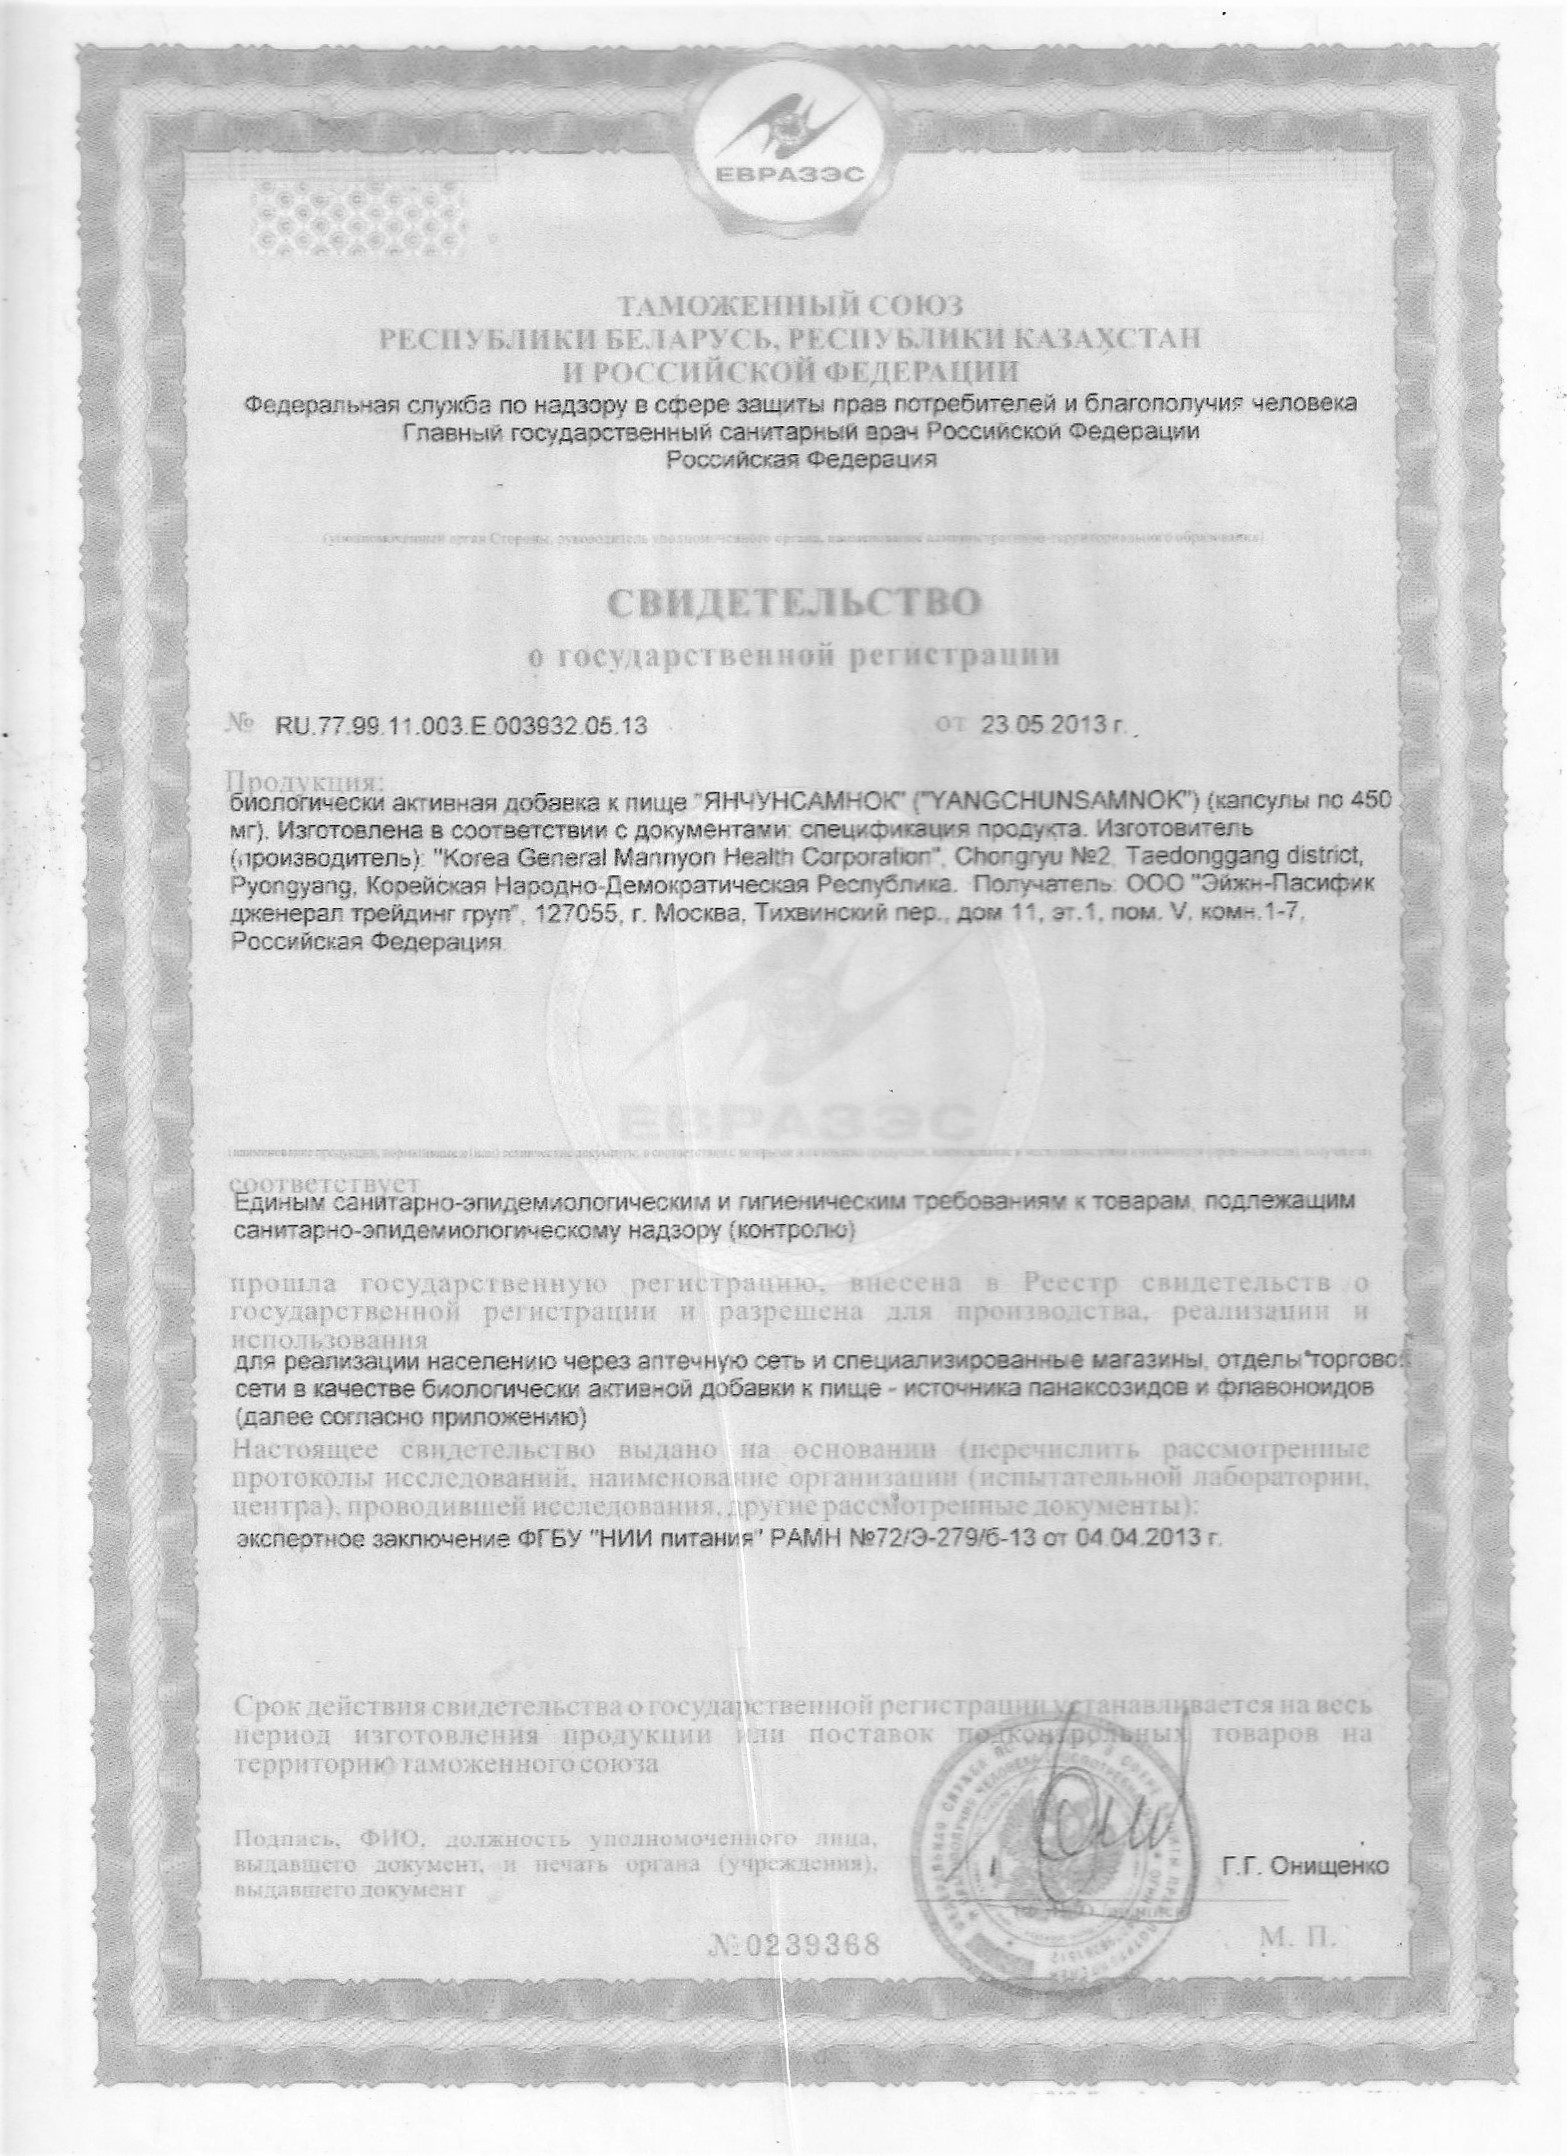 ЕВРАЗЭС
ТАМОЖЕННЫЙ СОЮЗ
РЕСПУБЛИКИ БЕЛАРУСЬ, РЕСПУБЛИКИ КАЗАХСТАН
И РОССИЙСКОЙ ФЕДЕРАЦИИ
Федеральная служба по надзору в сфере защиты прав потребителей и благополучия человека
Главный государственный санитарный врач Российской Федерации
Российская Федерация
(уполномоченный орган Стороны, руководитель уполномоченного органа, наименование административно-территориального образования)
СВИДЕТЕЛЬСТВО
о государственной регистрации
№ RU.77.99.11.003.Е.003932.05.13 от 23.05.2013 г.
Продукция:
биологически активная добавка к пище "ЯНЧУНСАМНОК" ("YANGCHUNSAMNOK") (капсулы по 450
мг). Изготовлена в соответствии с документами: спецификация продукта. Изготовитель
(производитель): "Korea General Mannyon Health Corporation", Chongryu №2, Taedonggang district,
Pyongyang, Корейская Народно-Демократическая Республика. Получатель: ООО "Эйжн-Пасифик
дженерал трейдинг груп", 127055, г. Москва, Тихвинский пер., дом 11, эт.1, пом. V, комн.1-7,
Российская Федерация.
ЕВРАЗЭС
соответствует
Единым санитарно-эпидемиологическим и гигиеническим требованиям к товарам, подлежащим
санитарно-эпидемиологическому надзору (контролю)
прошла государственную регистрацию, внесена в Реестр свидетельств о
государственной регистрации и разрешена для производства, реализации и
использования
для реализации населению через аптечную сеть и специализированные магазины, отделы торгово
сети в качестве биологически активной добавки к пище - источника панаксозидов и флавоноидов
(далее согласно приложению)
Настоящее свидетельство выдано на основании (перечислить рассмотренные
протоколы исследований, наименование организации (испытательной лаборатории,
центра), проводившей исследования, другие рассмотренные документы):
экспертное заключение ФГБУ "НИИ питания" РАМН №72/Э-279/б-13 от 04.04.2013 г.
Срок действия свидетельства о государственной регистрации устанавливается на весь
период изготовления продукции или поставок подконтрольных товаров на
территорию таможенного союза
Подпись, ФИО, должность уполномоченного лица,
выдавшего документ, и печать органа (учреждения),
выдавшего документ
Г.Г. Онищенко
№0239368
М. П.